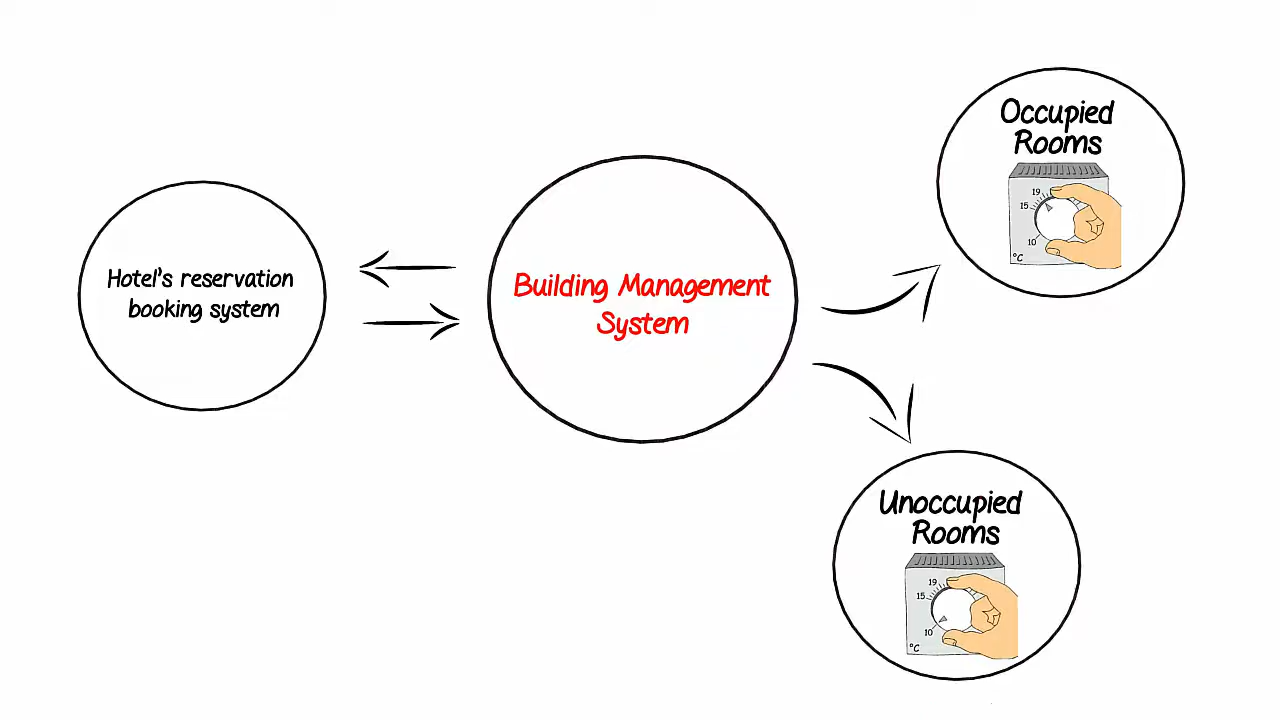 Hotel's reservation
booking system
Building Management
System
Occupied
Rooms
19
15
10
°C
Unoccupied
Rooms
19
15
10
°C